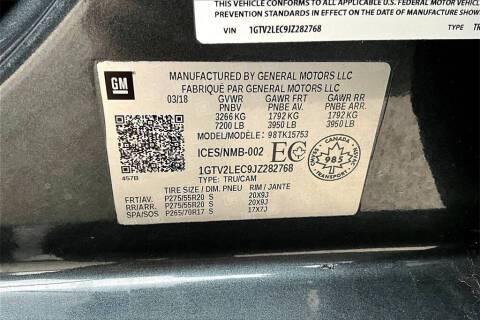 THIS VEHICLE CONFORMS TO ALL APPLICABLE U.S. FEDERAL MOTOR VEHICLE
PREVENTION STANDARDS IN EFFECT ON THE DATE OF MANUFACTURE SHOWN
VIN 1GTV2LEC9JZ282768 TYPE TR
GM
MANUFACTURED BY GENERAL MOTORS LLC
FABRIQUÉ PAR GENERAL MOTORS LLC
03/18 GVWR GAWR FRT GAWR RR
PNBV PNBE AV. PNBE ARR.
3266 KG 1792 KG 1792 KG
7200 LB 3950 LB 3950 LB
MODEL/MODÈLE: 98TK15753
ICES/NMB-002 EC CANADA 985
1GTV2LEC9JZ282768
457B TYPE: TRU/CAM
TIRE SIZE / DIM. PNEU RIM / JANTE
FRT/AV. P275/55R20 S 20X9J
RR/ARR. P275/55R20 S 20X9J
SPA/SOS P265/70R17 S 17X7J